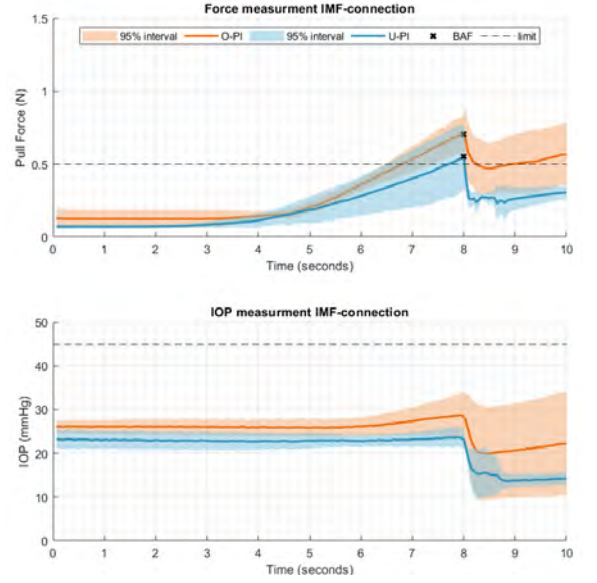 Force measurment IMF-connection
1.5
95% interval O-PI 95% interval U-PI BAF limit
1
Pull Force (N)
0.5
0
0 1 2 3 4 5 6 7 8 9 10
Time (seconds)
IOP measurment IMF-connection
50
40
30
IOP (mmHg)
20
10
0
0 1 2 3 4 5 6 7 8 9 10
Time (seconds)